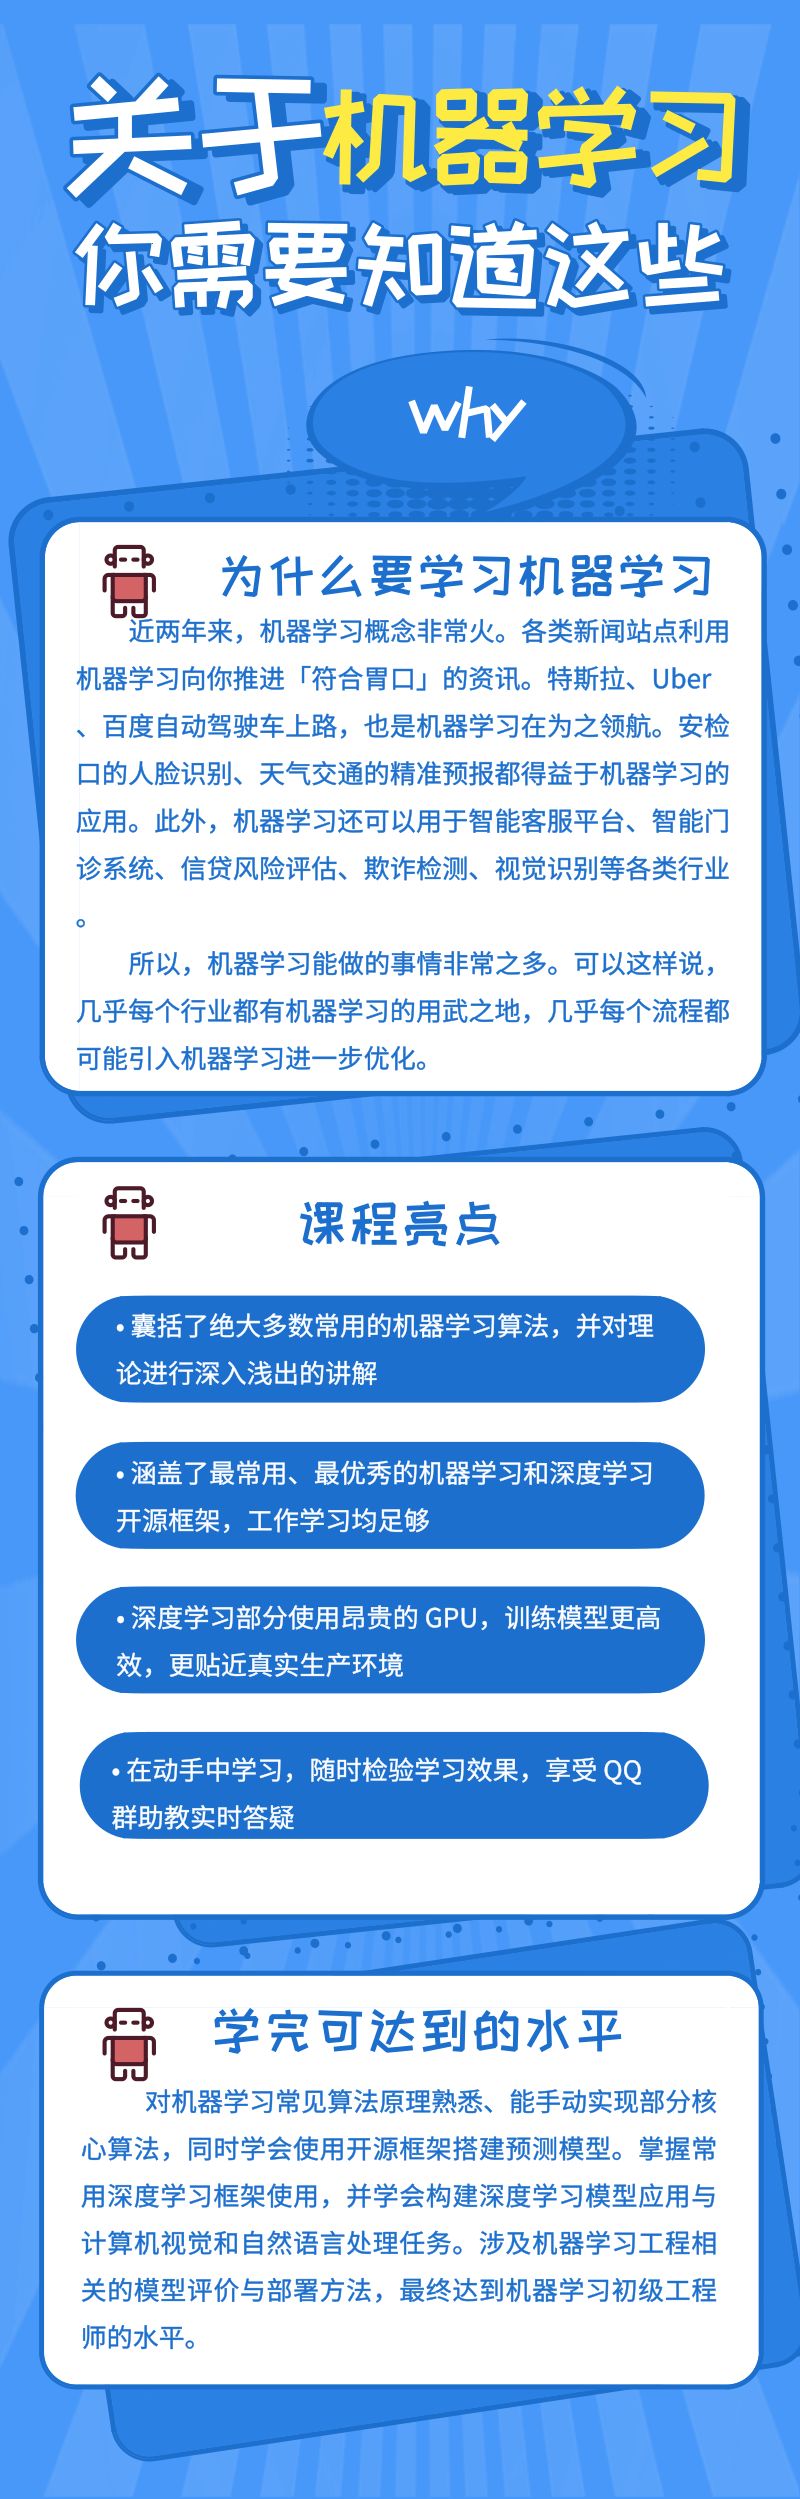 关于机器学习
你需要知道这些
why
为什么要学习机器学习
近两年来，机器学习概念非常火。各类新闻站点利用
机器学习向你推进「符合胃口」的资讯。特斯拉、Uber
、百度自动驾驶车上路，也是机器学习在为之领航。安检
口的人脸识别、天气交通的精准预报都得益于机器学习的
应用。此外，机器学习还可以用于智能客服平台、智能门
诊系统、信贷风险评估、欺诈检测、视觉识别等各类行业
。
所以，机器学习能做的事情非常之多。可以这样说，
几乎每个行业都有机器学习的用武之地，几乎每个流程都
可能引入机器学习进一步优化。
课程亮点
• 囊括了绝大多数常用的机器学习算法，并对理
论进行深入浅出的讲解
• 涵盖了最常用、最优秀的机器学习和深度学习
开源框架，工作学习均足够
• 深度学习部分使用昂贵的 GPU，训练模型更高
效，更贴近真实生产环境
• 在动手中学习，随时检验学习效果，享受 QQ
群助教实时答疑
学完可达到的水平
对机器学习常见算法原理熟悉、能手动实现部分核
心算法，同时学会使用开源框架搭建预测模型。掌握常
用深度学习框架使用，并学会构建深度学习模型应用与
计算机视觉和自然语言处理任务。涉及机器学习工程相
关的模型评价与部署方法，最终达到机器学习初级工程
师的水平。